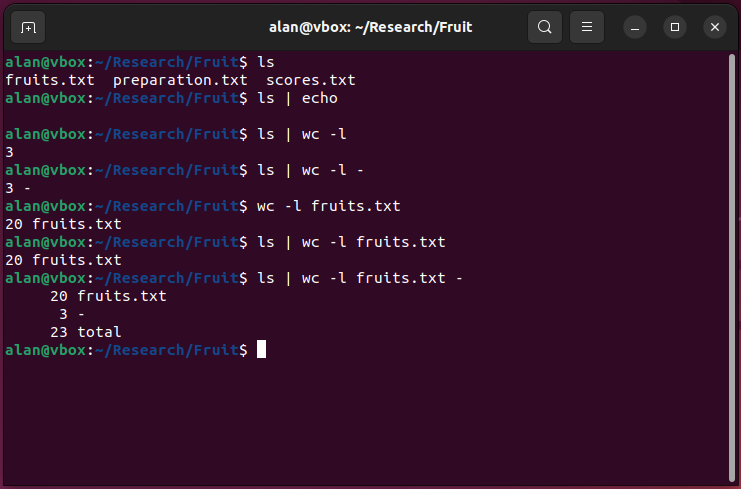 alan@vbox: ~/Research/Fruit
alan@vbox:~/Research/Fruit$ ls
fruits.txt  preparation.txt  scores.txt
alan@vbox:~/Research/Fruit$ ls | echo

alan@vbox:~/Research/Fruit$ ls | wc -l
3
alan@vbox:~/Research/Fruit$ ls | wc -l -
3 -
alan@vbox:~/Research/Fruit$ wc -l fruits.txt
20 fruits.txt
alan@vbox:~/Research/Fruit$ ls | wc -l fruits.txt
20 fruits.txt
alan@vbox:~/Research/Fruit$ ls | wc -l fruits.txt -
     20 fruits.txt
      3 -
     23 total
alan@vbox:~/Research/Fruit$